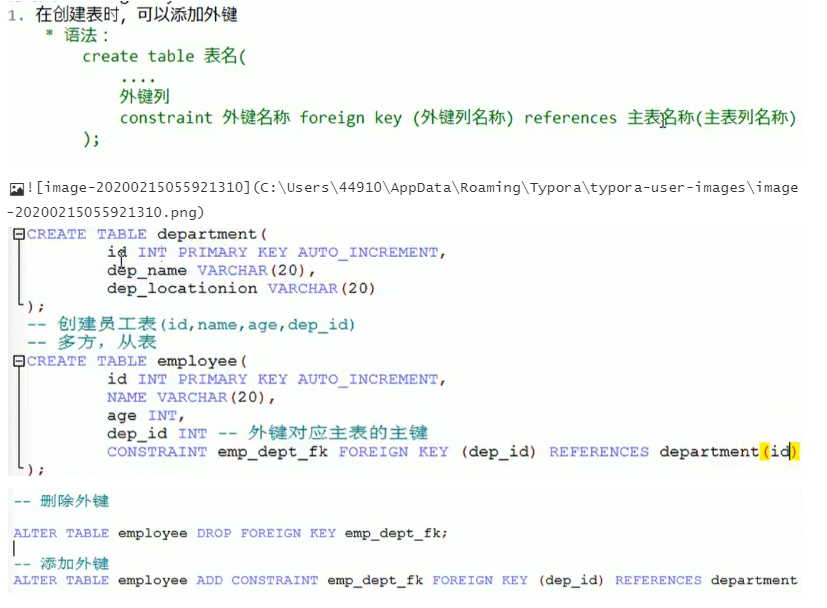 1. 在创建表时，可以添加外键
* 语法：
create table 表名(
....
外键列
constraint 外键名称 foreign key (外键列名称) references 主表名称(主表列名称)
);
![image-20200215055921310](C:\Users\44910\AppData\Roaming\Typora\typora-user-images\image
-20200215055921310.png)
CREATE TABLE department(
id INT PRIMARY KEY AUTO_INCREMENT,
dep_name VARCHAR(20),
dep_locationion VARCHAR(20)
);
-- 创建员工表(id,name,age,dep_id)
-- 多方，从表
CREATE TABLE employee(
id INT PRIMARY KEY AUTO_INCREMENT,
NAME VARCHAR(20),
age INT,
dep_id INT -- 外键对应主表的主键
CONSTRAINT emp_dept_fk FOREIGN KEY (dep_id) REFERENCES department(id)
);
-- 删除外键
ALTER TABLE employee DROP FOREIGN KEY emp_dept_fk;
-- 添加外键
ALTER TABLE employee ADD CONSTRAINT emp_dept_fk FOREIGN KEY (dep_id) REFERENCES department